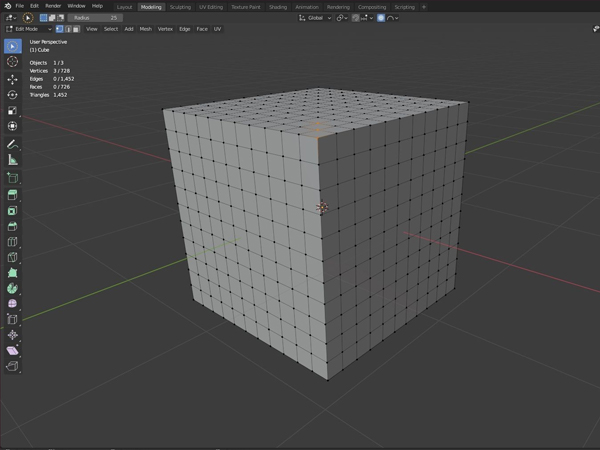 File Edit Render Window Help Layout Modeling Sculpting UV Editing Texture Paint Shading Animation Rendering Compositing Scripting +
Radius 25 Global
Edit Mode View Select Add Mesh Vertex Edge Face UV
User Perspective
(1) Cube
Objects 1/3
Vertices 3/728
Edges 0/1,452
Faces 0/726
Triangles 1,452